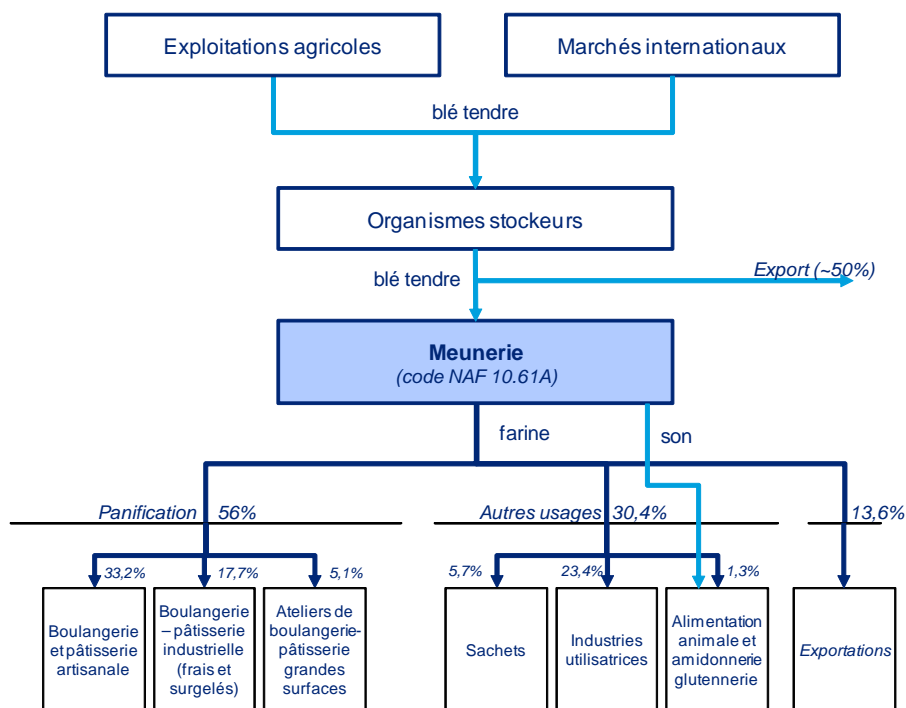 Exploitations agricoles
Marchés internationaux
blé tendre
Organismes stockeurs
blé tendre
Export (~50%)
Meunerie
(code NAF 10.61A)
farine
son
Panification
56%
Autres usages
30,4%
13,6%
33,2%
17,7%
5,1%
5,7%
23,4%
1,3%
Boulangerie
et pâtisserie
artisanale
Boulangerie
– pâtisserie
industrielle
(frais et
surgelés)
Ateliers de
boulangerie-
pâtisserie
grandes
surfaces
Sachets
Industries
utilisatrices
Alimentation
animale et
amidonnerie
glutennerie
Exportations